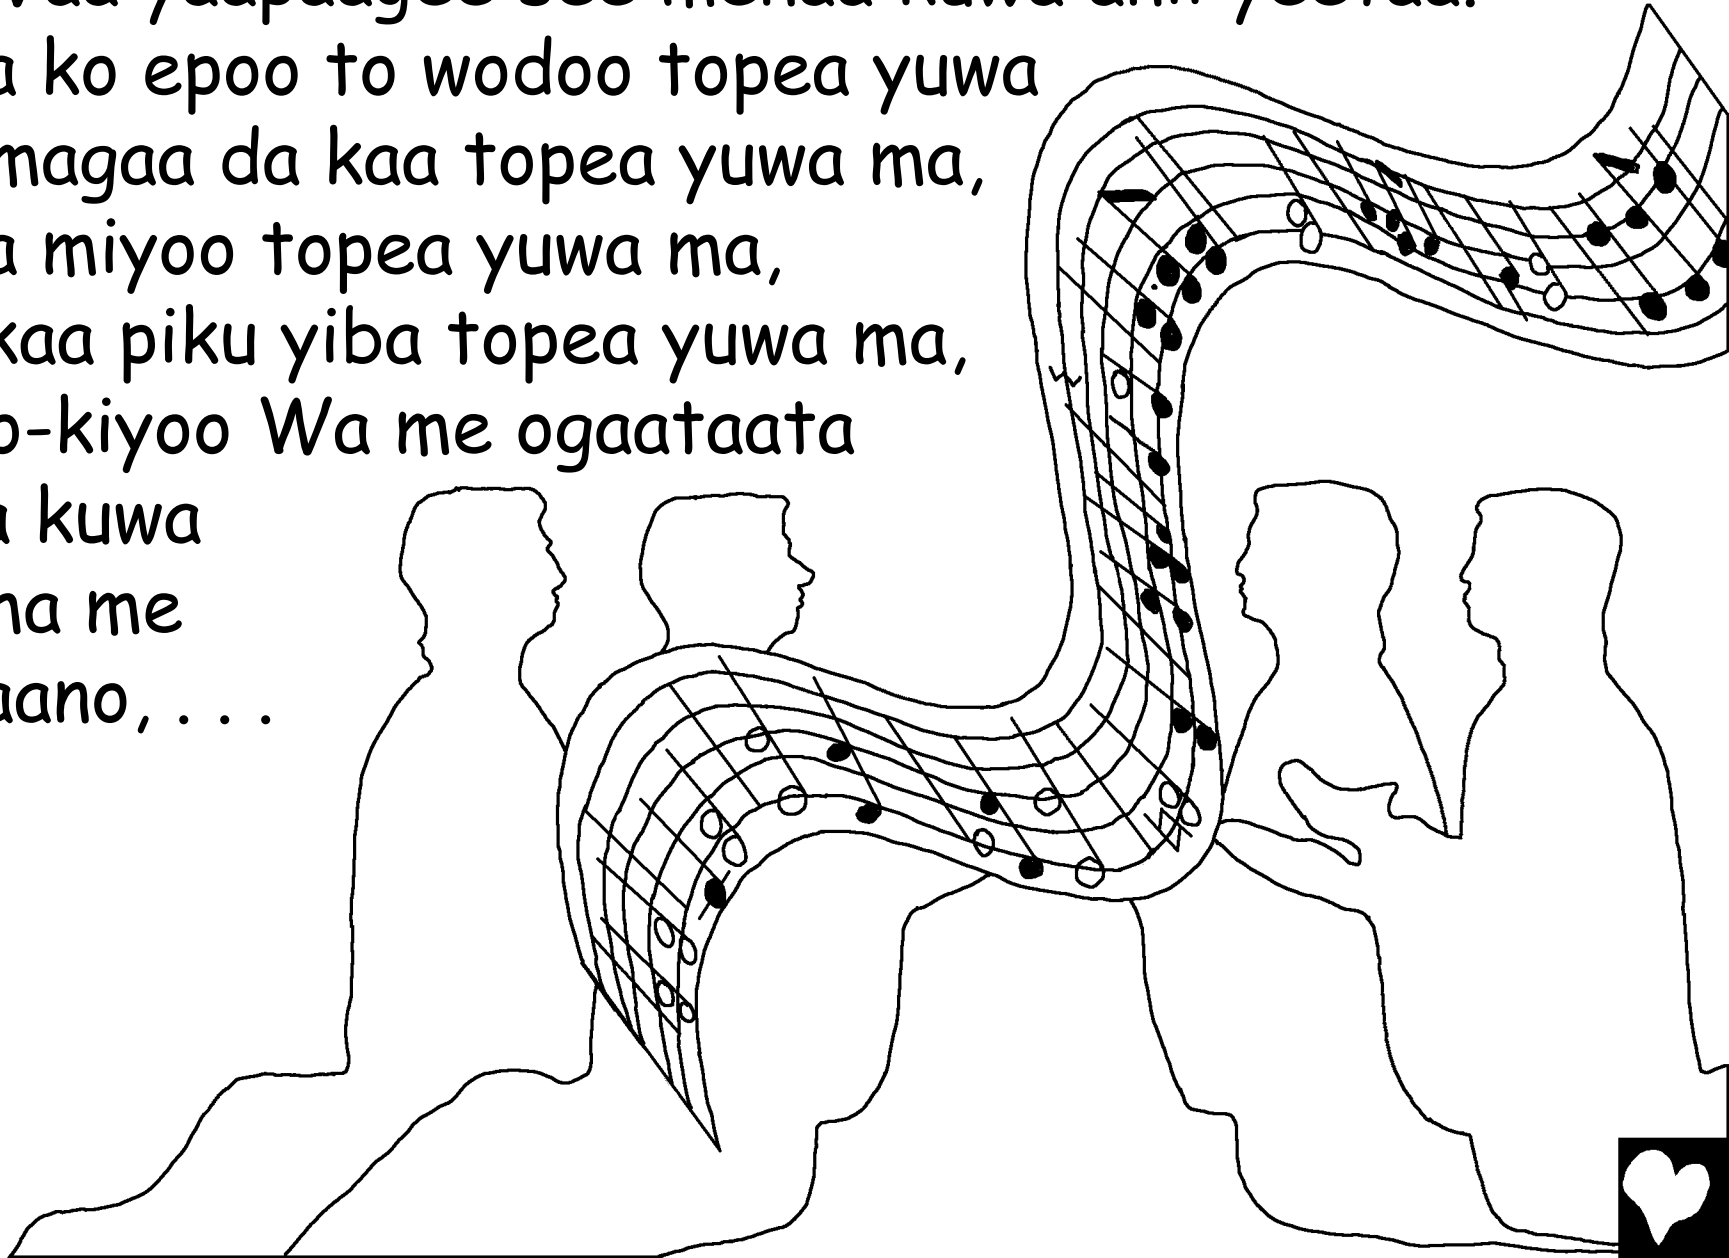 kuwa
a ko epoo to wodoo topea yuwa
magaa da kaa topea yuwa ma,
a miyoo topea yuwa ma,
kaa piku yiba topea yuwa ma,
o-kiyoo Wa me ogaataata
a kuwa
na me
aano, . . .